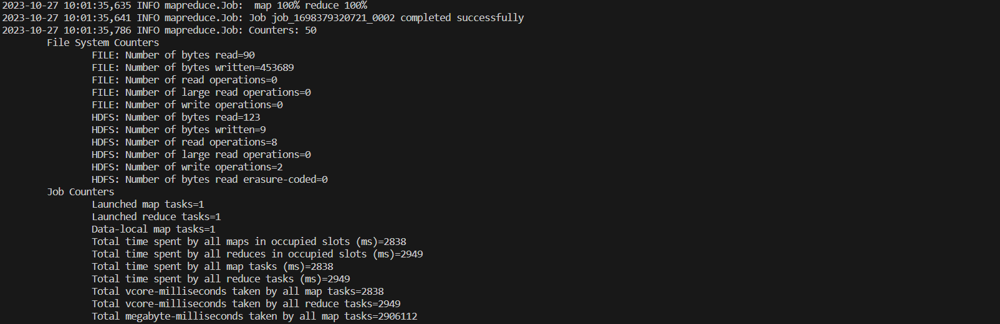 2023-10-27 10:01:35,635 INFO mapreduce.Job:  map 100% reduce 100%
2023-10-27 10:01:35,641 INFO mapreduce.Job: Job job_1698379320721_0002 completed successfully
2023-10-27 10:01:35,786 INFO mapreduce.Job: Counters: 50
File System Counters
FILE: Number of bytes read=90
FILE: Number of bytes written=453689
FILE: Number of read operations=0
FILE: Number of large read operations=0
FILE: Number of write operations=0
HDFS: Number of bytes read=123
HDFS: Number of bytes written=9
HDFS: Number of read operations=8
HDFS: Number of large read operations=0
HDFS: Number of write operations=2
HDFS: Number of bytes read erasure-coded=0
Job Counters
Launched map tasks=1
Launched reduce tasks=1
Data-local map tasks=1
Total time spent by all maps in occupied slots (ms)=2838
Total time spent by all reduces in occupied slots (ms)=2949
Total time spent by all map tasks (ms)=2838
Total time spent by all reduce tasks (ms)=2949
Total vcore-milliseconds taken by all map tasks=2838
Total vcore-milliseconds taken by all reduce tasks=2949
Total megabyte-milliseconds taken by all map tasks=2906112